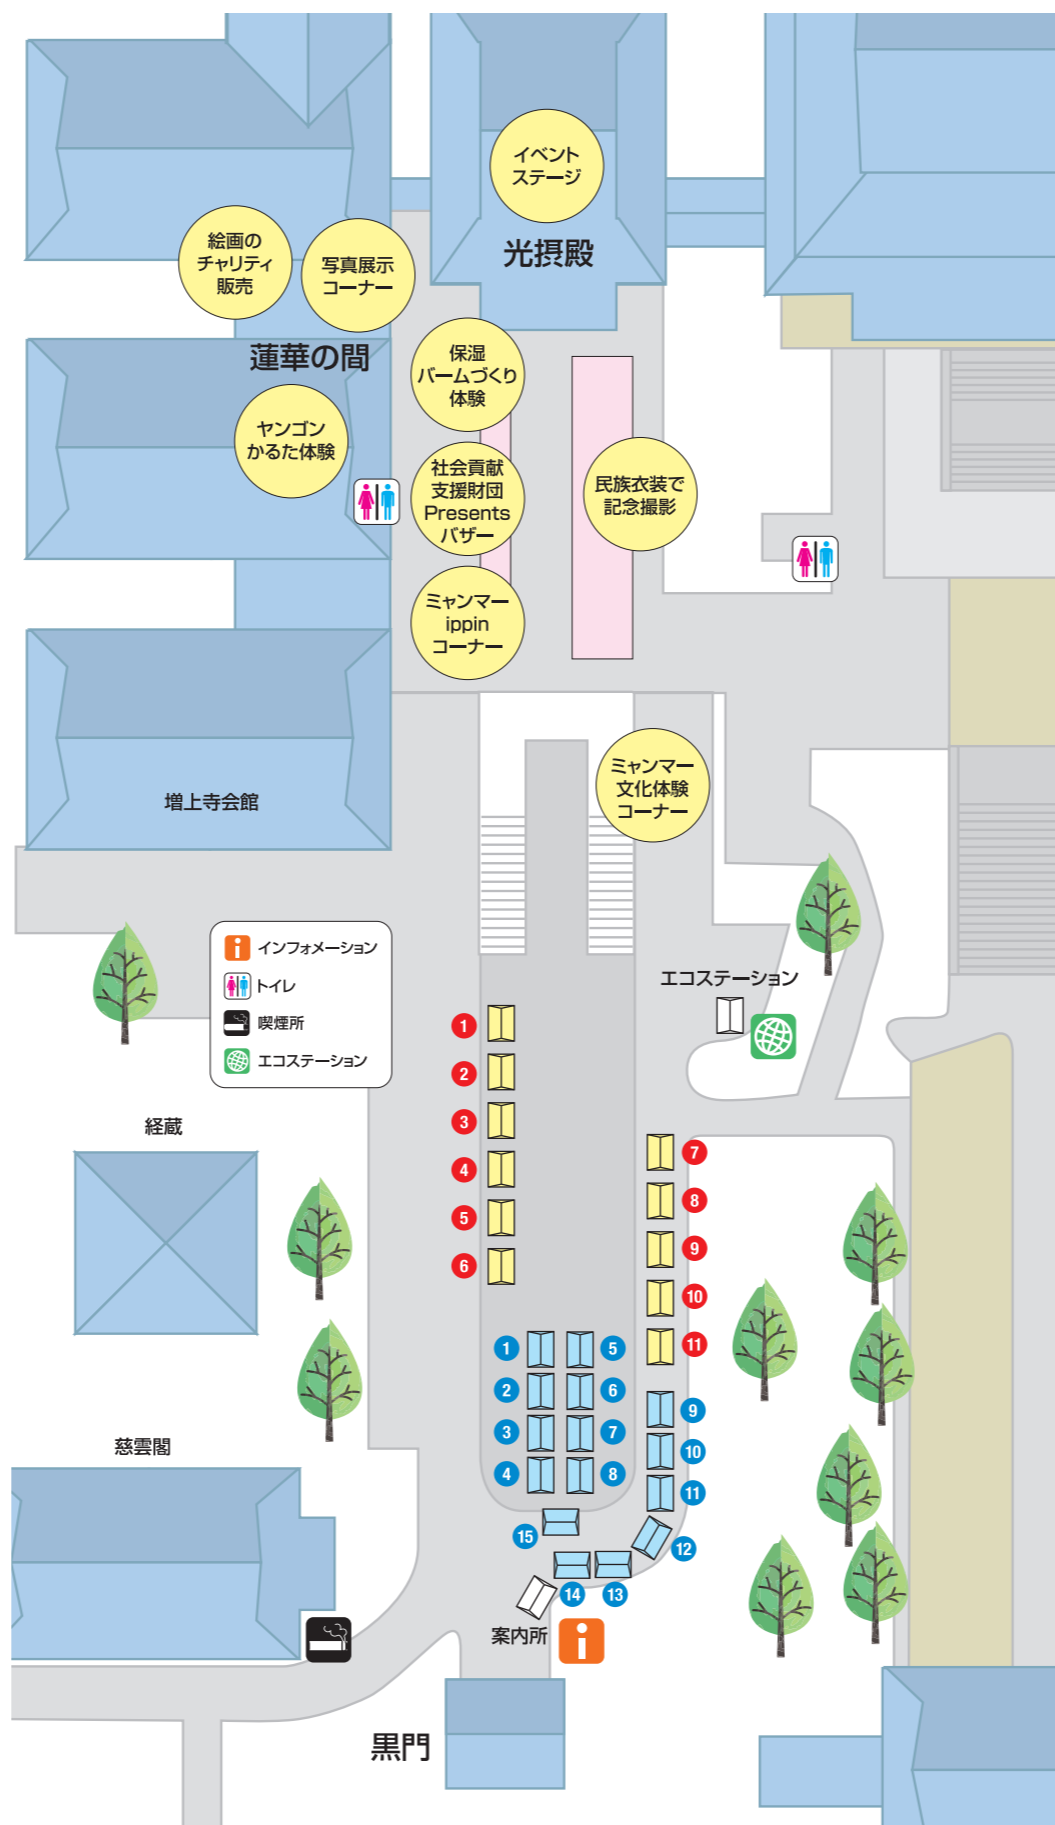 イベント
ステージ
光摂殿
絵画の
チャリティ
販売
写真展示
コーナー
蓮華の間
保湿
バームづくり
体験
ヤンゴン
かるた体験
社会貢献
支援財団
Presents
バザー
民族衣装で
記念撮影
ミャンマー
ippin
コーナー
ミャンマー
文化体験
コーナー
増上寺会館
インフォメーション
トイレ
喫煙所
エコステーション
エコステーション
経蔵
1
2
3
4
5
6
7
8
9
10
11
1
2
3
4
5
6
7
8
9
10
11
12
13
14
15
慈雲閣
案内所
i
黒門